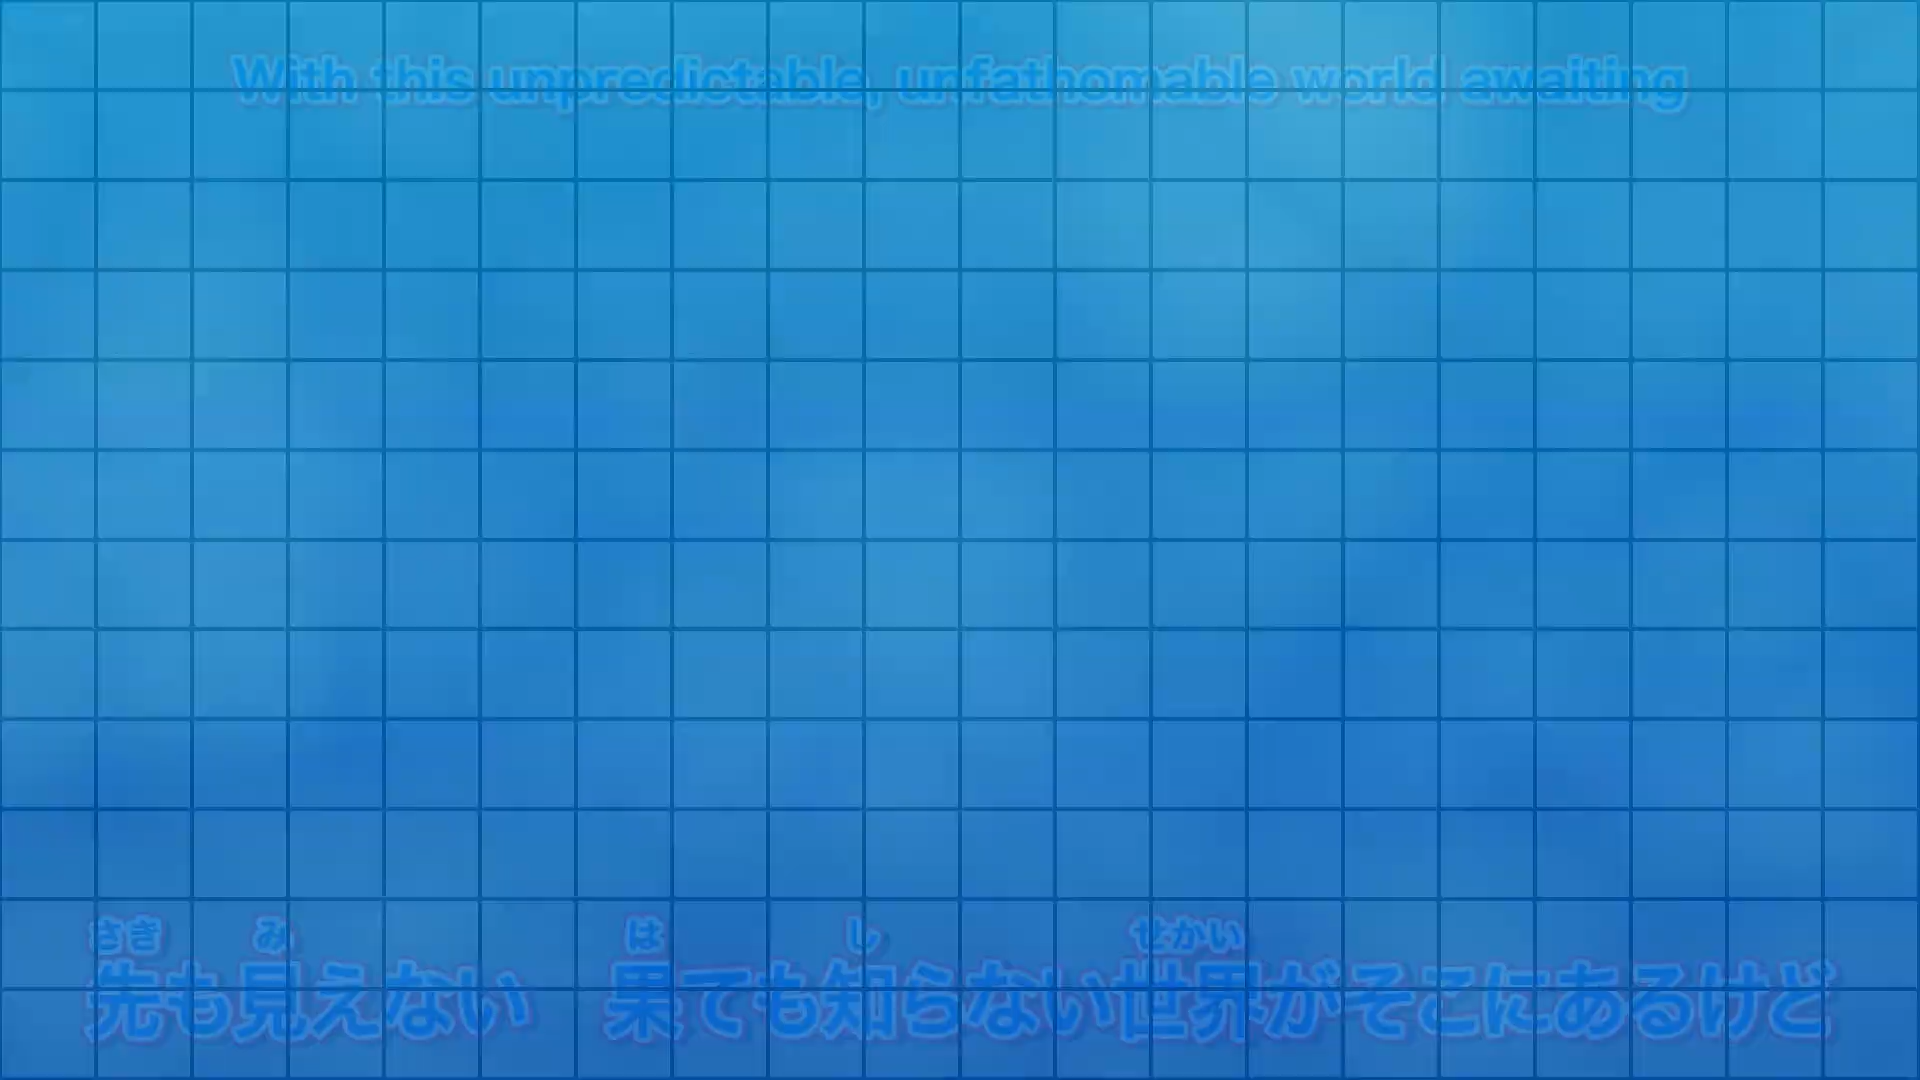 With this unpredictable, unfathomable world awaiting
さき み は し せかい
先も見えない 果ても知らない世界がそこにあるけど